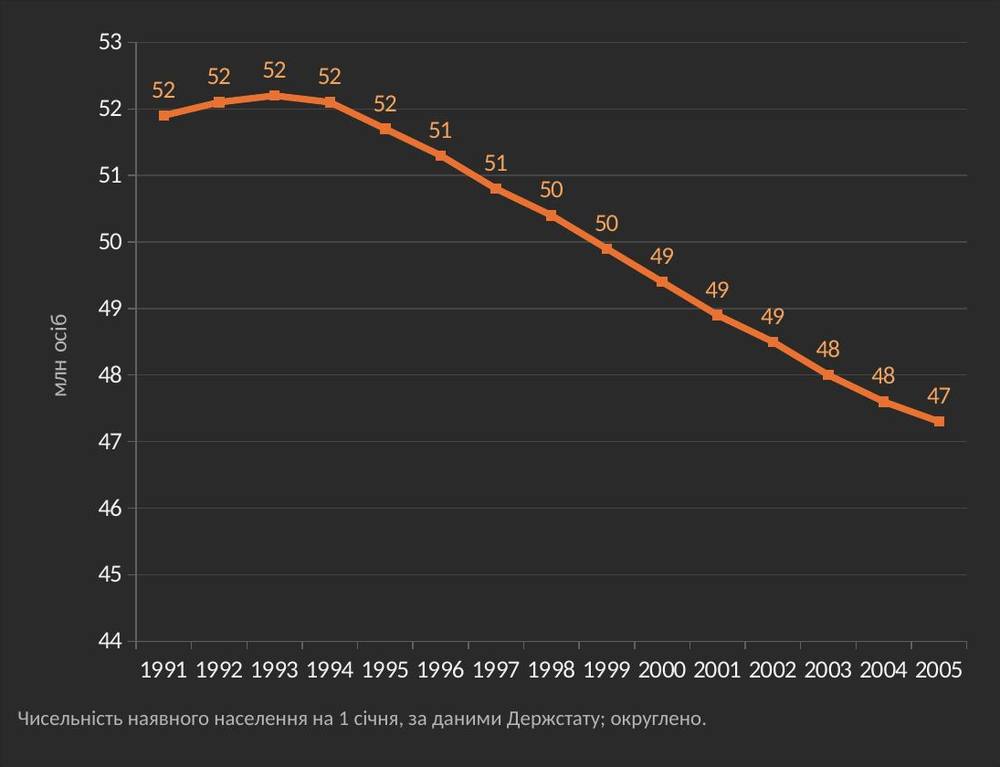 53
52
51
50
49
48
47
46
45
44
млн осіб
52 52 52 52 52 51 51 50 50 49 49 49 48 48 47
1991 1992 1993 1994 1995 1996 1997 1998 1999 2000 2001 2002 2003 2004 2005
Чисельність наявного населення на 1 січня, за даними Держстату; округлено.